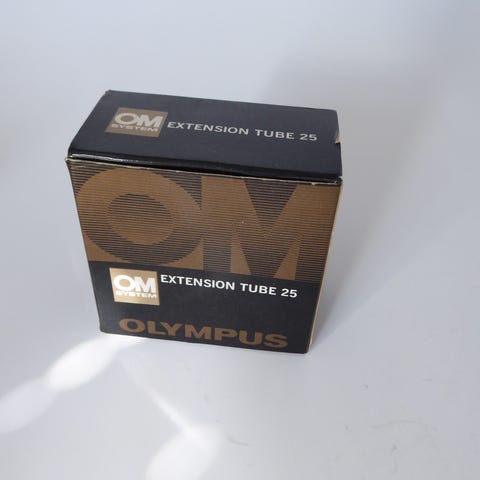 OM
SYSTEM
EXTENSION TUBE 25
OM
OM
SYSTEM
EXTENSION TUBE 25
OLYMPUS